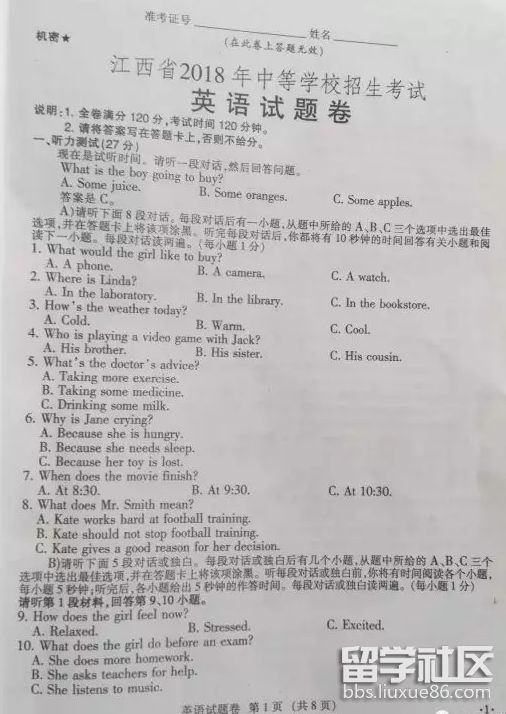 准考证号
姓名
机密★
(在此卷上答题无效)
江西省2018年中等学校招生考试
英语试题卷
说明:1. 全卷满分120分,考试时间120分钟。
2. 请将答案写在答题卡上,否则不给分。
一、听力测试(27分)
现在是试听时间。请听一段对话,然后回答问题。
What is the boy going to buy?
A. Some juice. B. Some oranges. C. Some apples.
答案是C。
A)请听下面8段对话。每段对话后有一小题,从题中所给的A、B、C三个选项中选出最佳
选项,并在答题卡上将该项涂黑。听完每段对话后,你都将有10秒钟的时间回答有关小题和阅
读下一小题。每段对话读两遍。(每小题1分)
1. What would the girl like to buy?
A. A phone. B. A camera. C. A watch.
2. Where is Linda?
A. In the laboratory. B. In the library. C. In the bookstore.
3. How's the weather today?
A. Cold. B. Warm. C. Cool.
4. Who is playing a video game with Jack?
A. His brother. B. His sister. C. His cousin.
5. What's the doctor's advice?
A. Taking more exercise.
B. Taking some medicine.
C. Drinking some milk.
6. Why is Jane crying?
A. Because she is hungry.
B. Because she needs sleep.
C. Because her toy is lost.
7. When does the movie finish?
A. At 8:30. B. At 9:30. C. At 10:30.
8. What does Mr. Smith mean?
A. Kate works hard at football training.
B. Kate should not stop football training.
C. Kate gives a good reason for her decision.
B)请听下面5段对话或独白。每段对话或独白后有几个小题,从题中所给的A、B、C三个
选项中选出最佳选项,并在答题卡上将该项涂黑。听每段对话或独白前,你将有时间阅读各个小题,
每小题5秒钟;听完后,各小题给出5秒钟的作答时间。每段对话或独白读两遍。(每小题1分)
请听第1段材料,回答第9、10小题。
9. How does the girl feel now?
A. Relaxed. B. Stressed. C. Excited.
10. What does the girl do before an exam?
A. She does more homework.
B. She asks teachers for help.
C. She listens to music.
留学社区
bbs.liuxue86.com
英语试题卷 第1页(共8页)
·1·